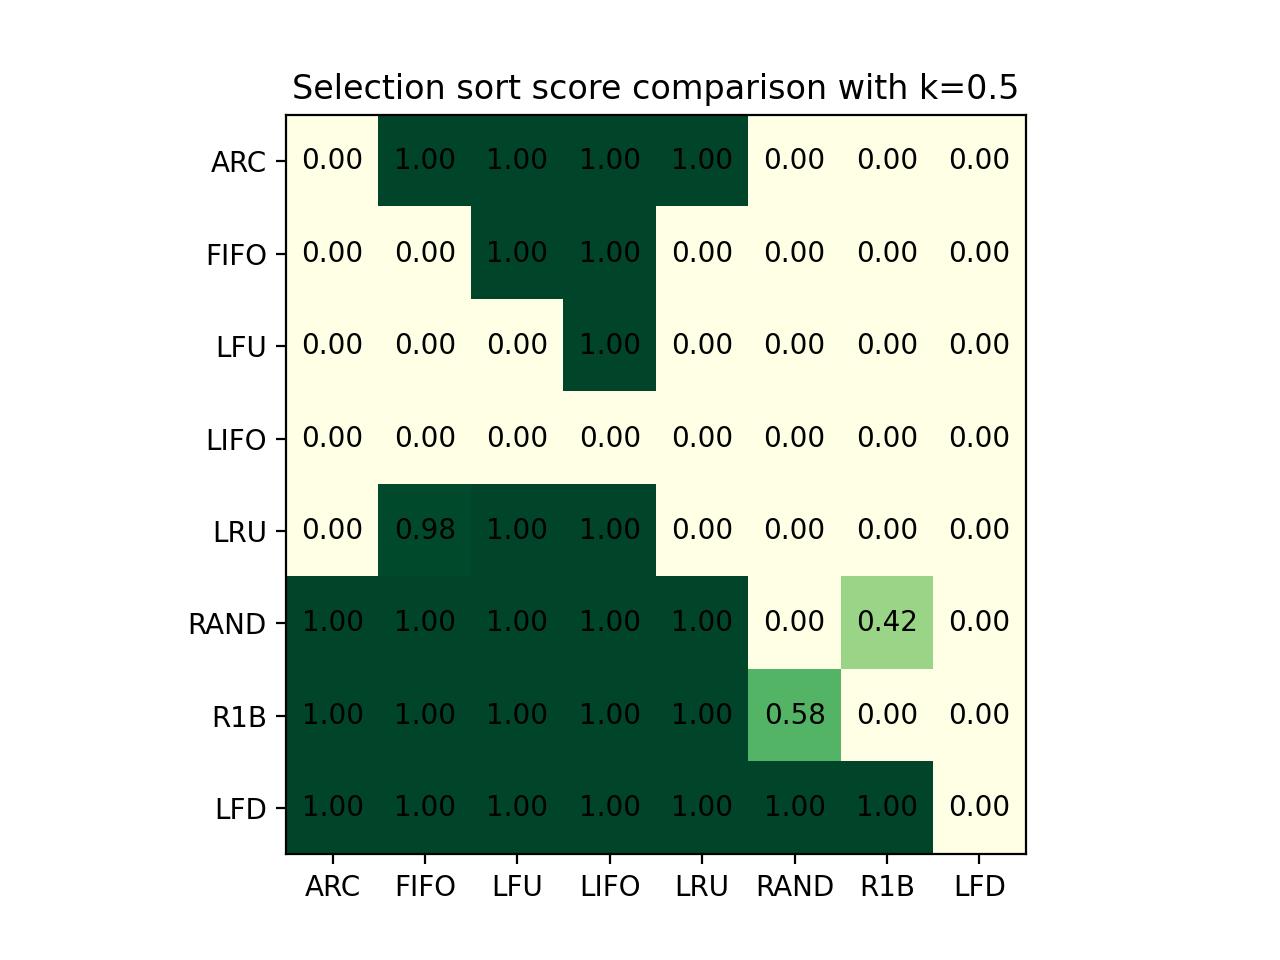 Selection sort score comparison with k=0.5
ARC 0.00 1.00 1.00 1.00 1.00 0.00 0.00 0.00
FIFO 0.00 0.00 1.00 1.00 0.00 0.00 0.00 0.00
LFU 0.00 0.00 0.00 1.00 0.00 0.00 0.00 0.00
LIFO 0.00 0.00 0.00 0.00 0.00 0.00 0.00 0.00
LRU 0.00 0.98 1.00 1.00 0.00 0.00 0.00 0.00
RAND 1.00 1.00 1.00 1.00 1.00 0.00 0.42 0.00
R1B 1.00 1.00 1.00 1.00 1.00 0.58 0.00 0.00
LFD 1.00 1.00 1.00 1.00 1.00 1.00 1.00 0.00
ARC FIFO LFU LIFO LRU RAND R1B LFD